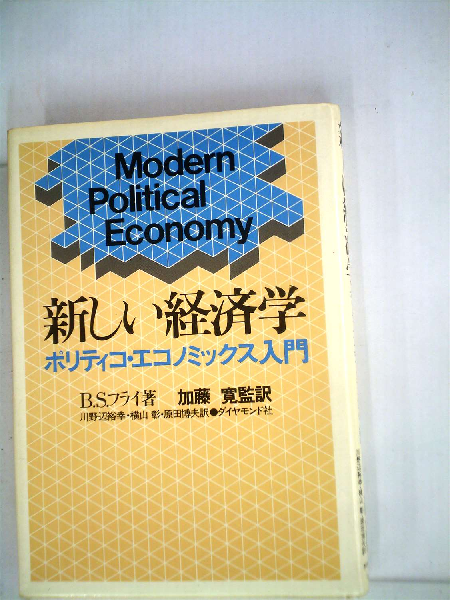 Modern
Political
Economy
新しい経済学
ポリティコ・エコノミックス入門
B.S.フライ著 加藤 寛監訳
川野辺裕幸・横山 彰・原田博夫訳●ダイヤモンド社